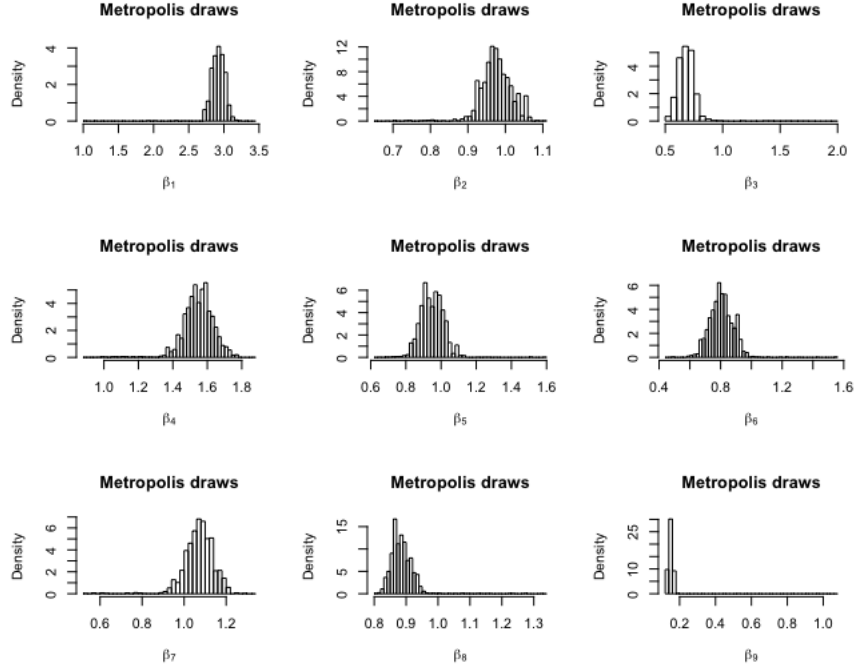 Metropolis draws
Density
0 2 4
1.0 1.5 2.0 2.5 3.0 3.5
β1
Metropolis draws
Density
0 4 8 12
0.7 0.8 0.9 1.0 1.1
β2
Metropolis draws
Density
0 2 4
0.5 1.0 1.5 2.0
β3
Metropolis draws
Density
0 2 4
1.0 1.2 1.4 1.6 1.8
β4
Metropolis draws
Density
0 2 4 6
0.6 0.8 1.0 1.2 1.4 1.6
β5
Metropolis draws
Density
0 2 4 6
0.4 0.8 1.2 1.6
β6
Metropolis draws
Density
0 2 4 6
0.6 0.8 1.0 1.2
β7
Metropolis draws
Density
0 5 15
0.8 0.9 1.0 1.1 1.2 1.3
β8
Metropolis draws
Density
0 10 25
0.2 0.4 0.6 0.8 1.0
β9